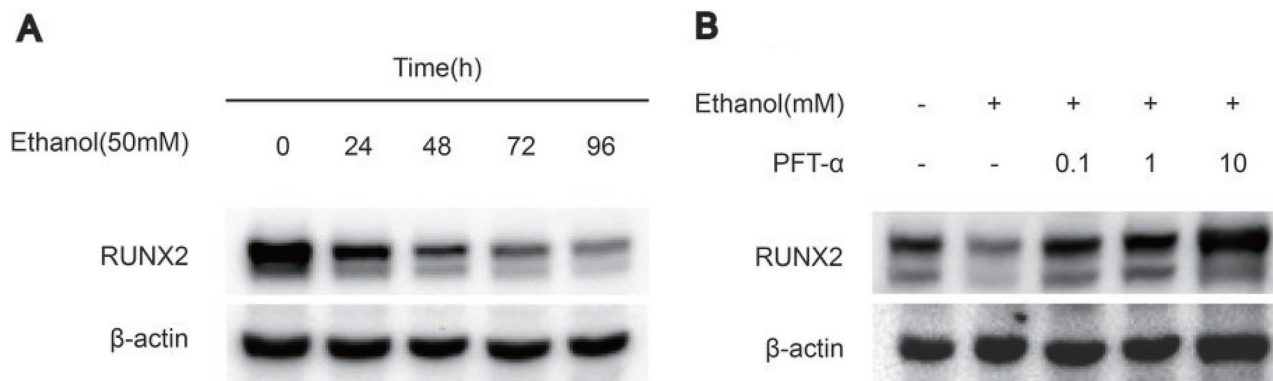 A
Time(h)
Ethanol(50mM) 0 24 48 72 96
RUNX2
β-actin
B
Ethanol(mM) - + + + +
PFT-α - - 0.1 1 10
RUNX2
β-actin